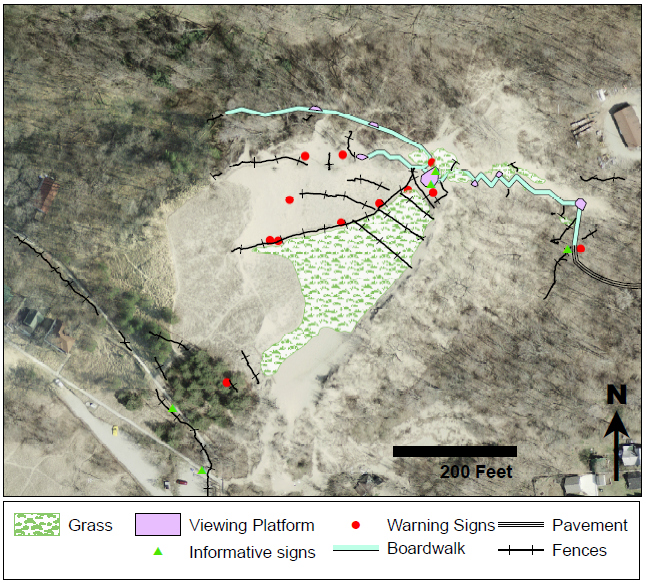 N
200 Feet
Grass Viewing Platform Warning Signs Pavement
Informative signs Boardwalk Fences